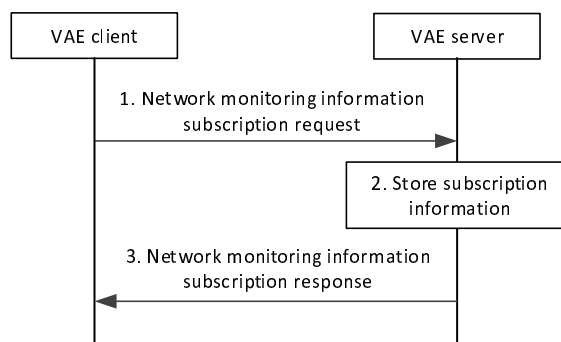 VAE client
VAE server
1. Network monitoring information
subscription request
2. Store subscription
information
3. Network monitoring information
subscription response